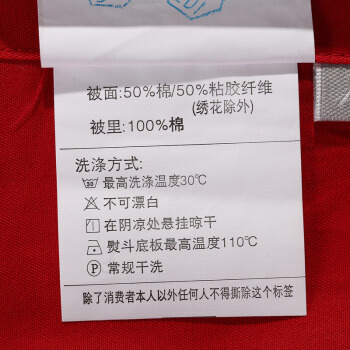 被面:50%棉/50%粘胶纤维
(绣花除外)
被里:100%棉
洗涤方式:
最高洗涤温度30℃
不可漂白
在阴凉处悬挂晾干
熨斗底板最高温度110℃
Ⓟ 常规干洗
除了消费者本人以外任何人不得撕除这个标签